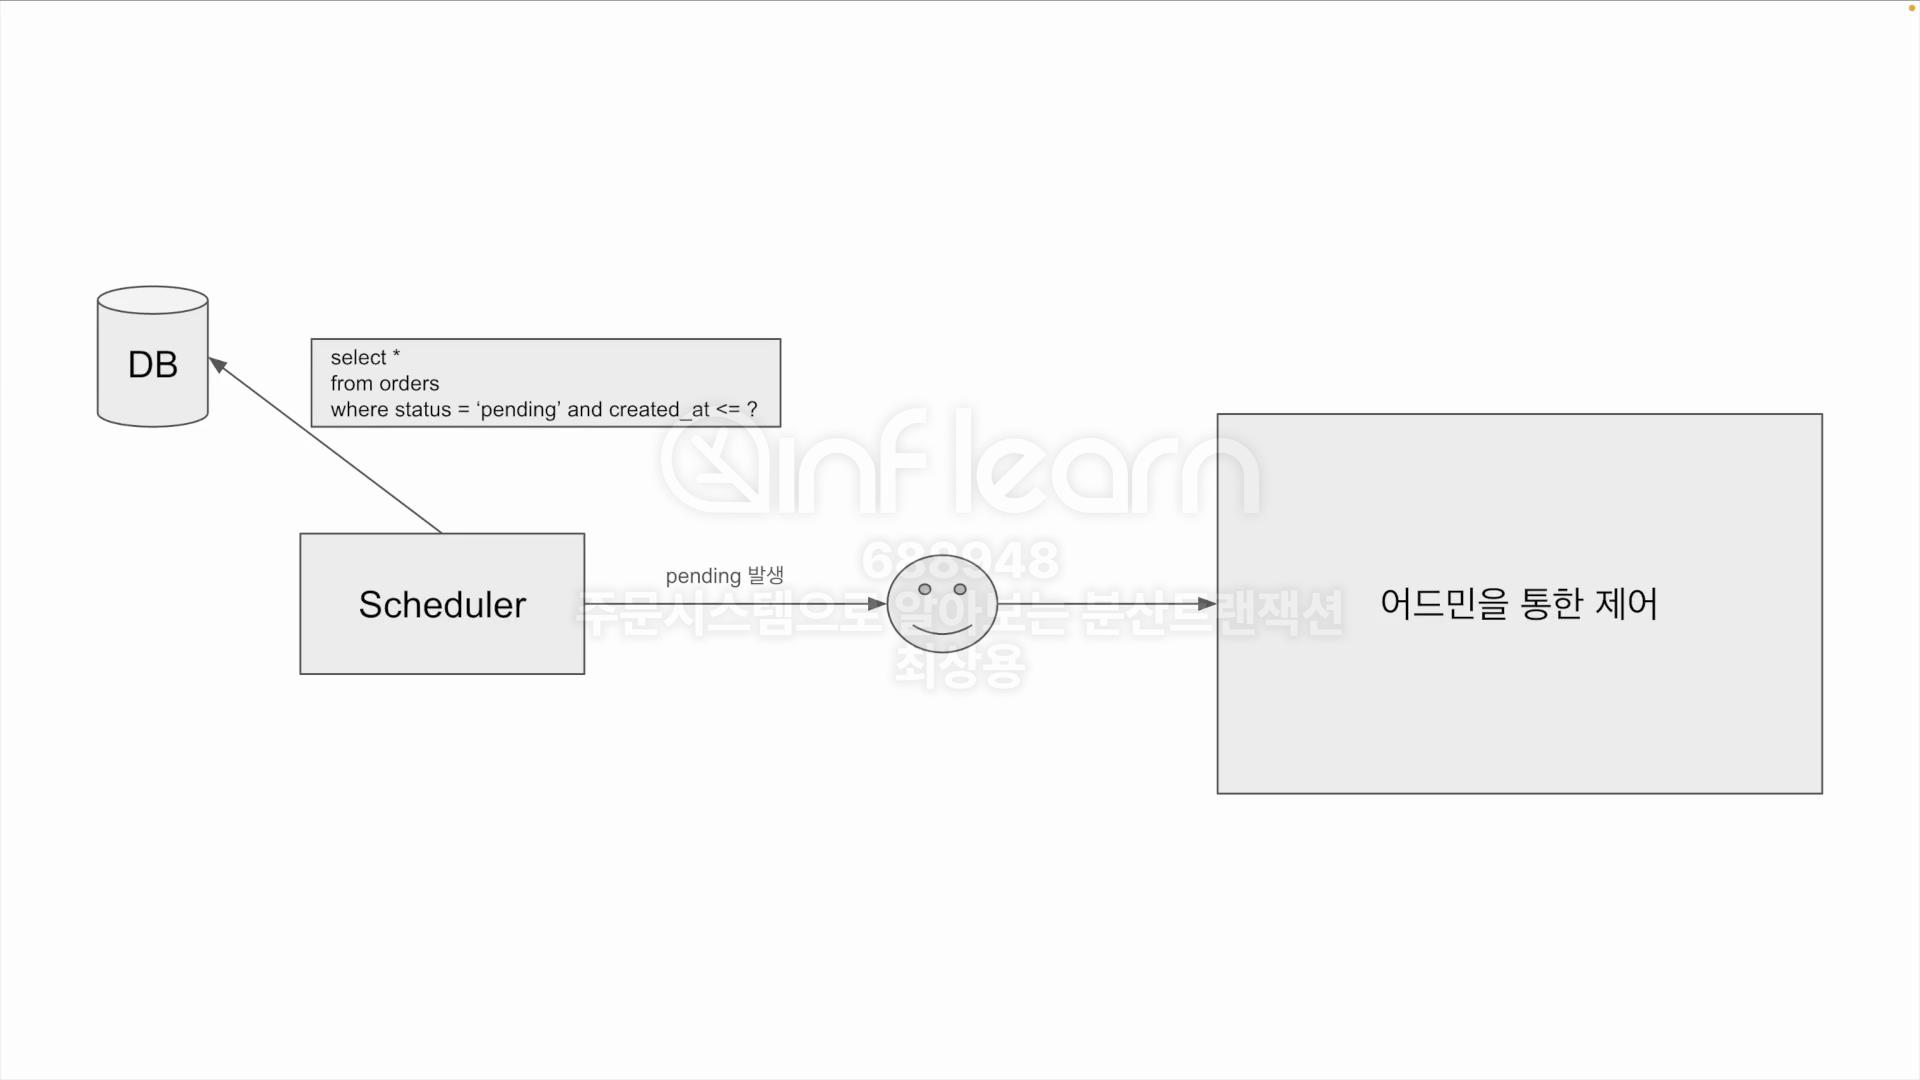 DB
select *
from orders
where status = ‘pending’ and created_at <= ?
inflearn
688948
주문시스템으로 알아보는 분산트랜잭션
최상용
Scheduler
pending 발생
어드민을 통한 제어